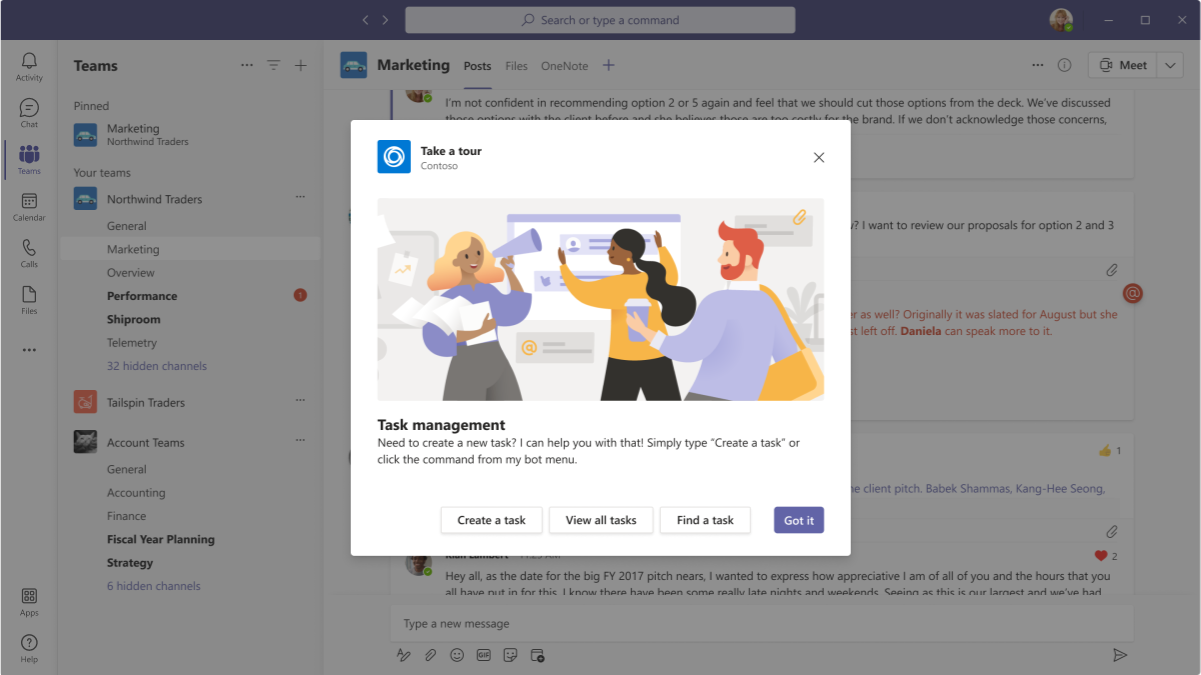 Search or type a command
Activity
Chat
Teams
Calendar
Calls
Files
Apps
Help
Teams
Pinned
Marketing
Northwind Traders
Your teams
Northwind Traders
General
Marketing
Overview
Performance
Shiproom
Telemetry
32 hidden channels
Tailspin Traders
Account Teams
General
Accounting
Finance
Fiscal Year Planning
Strategy
6 hidden channels
Marketing Posts Files OneNote
Meet
I'm not confident in recommending option 2 or 5 again and feel that we should cut those options from the deck. We've discussed
those options with the client before and she believes those are too costly for the brand. If we don't acknowledge those concerns,
? I want to review our proposals for option 2 and 3
@
as well? Originally it was slated for August but she
left off. Daniela can speak more to it.
1
client pitch. Babek Shammas, Kang-Hee Seong,
2
Hey all, as the date for the big FY 2017 pitch nears, I wanted to express how appreciative I am of all of you and the hours that you
all have put in for this. I know there have been some really late nights and weekends. Seeing as this is our largest and we've had
Type a new message
GIF
Take a tour
Contoso
@
Task management
Need to create a new task? I can help you with that! Simply type “Create a task” or
click the command from my bot menu.
Create a task View all tasks Find a task Got it